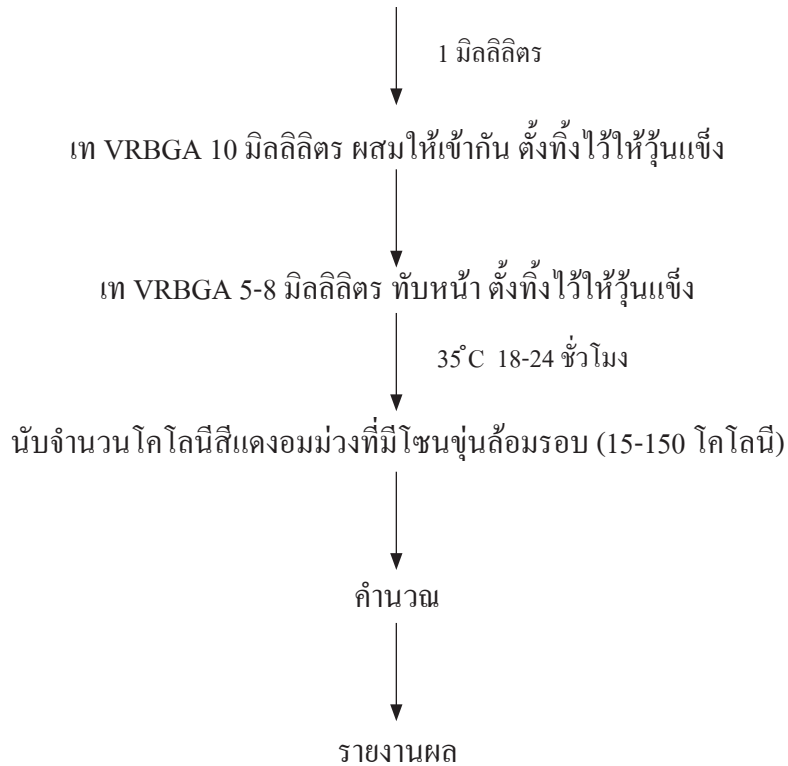 1 มิลลิลิตร
เท VRBGA 10 มิลลิลิตร ผสมให้เข้ากัน ตั้งทิ้งไว้ให้วุ้นแข็ง
เท VRBGA 5-8 มิลลิลิตร ทับหน้า ตั้งทิ้งไว้ให้วุ้นแข็ง
35°C 18-24 ชั่วโมง
นับจำนวนโคโลนีสีแดงอมม่วงที่มีโซนขุ่นล้อมรอบ (15-150 โคโลนี)
คำนวณ
รายงานผล